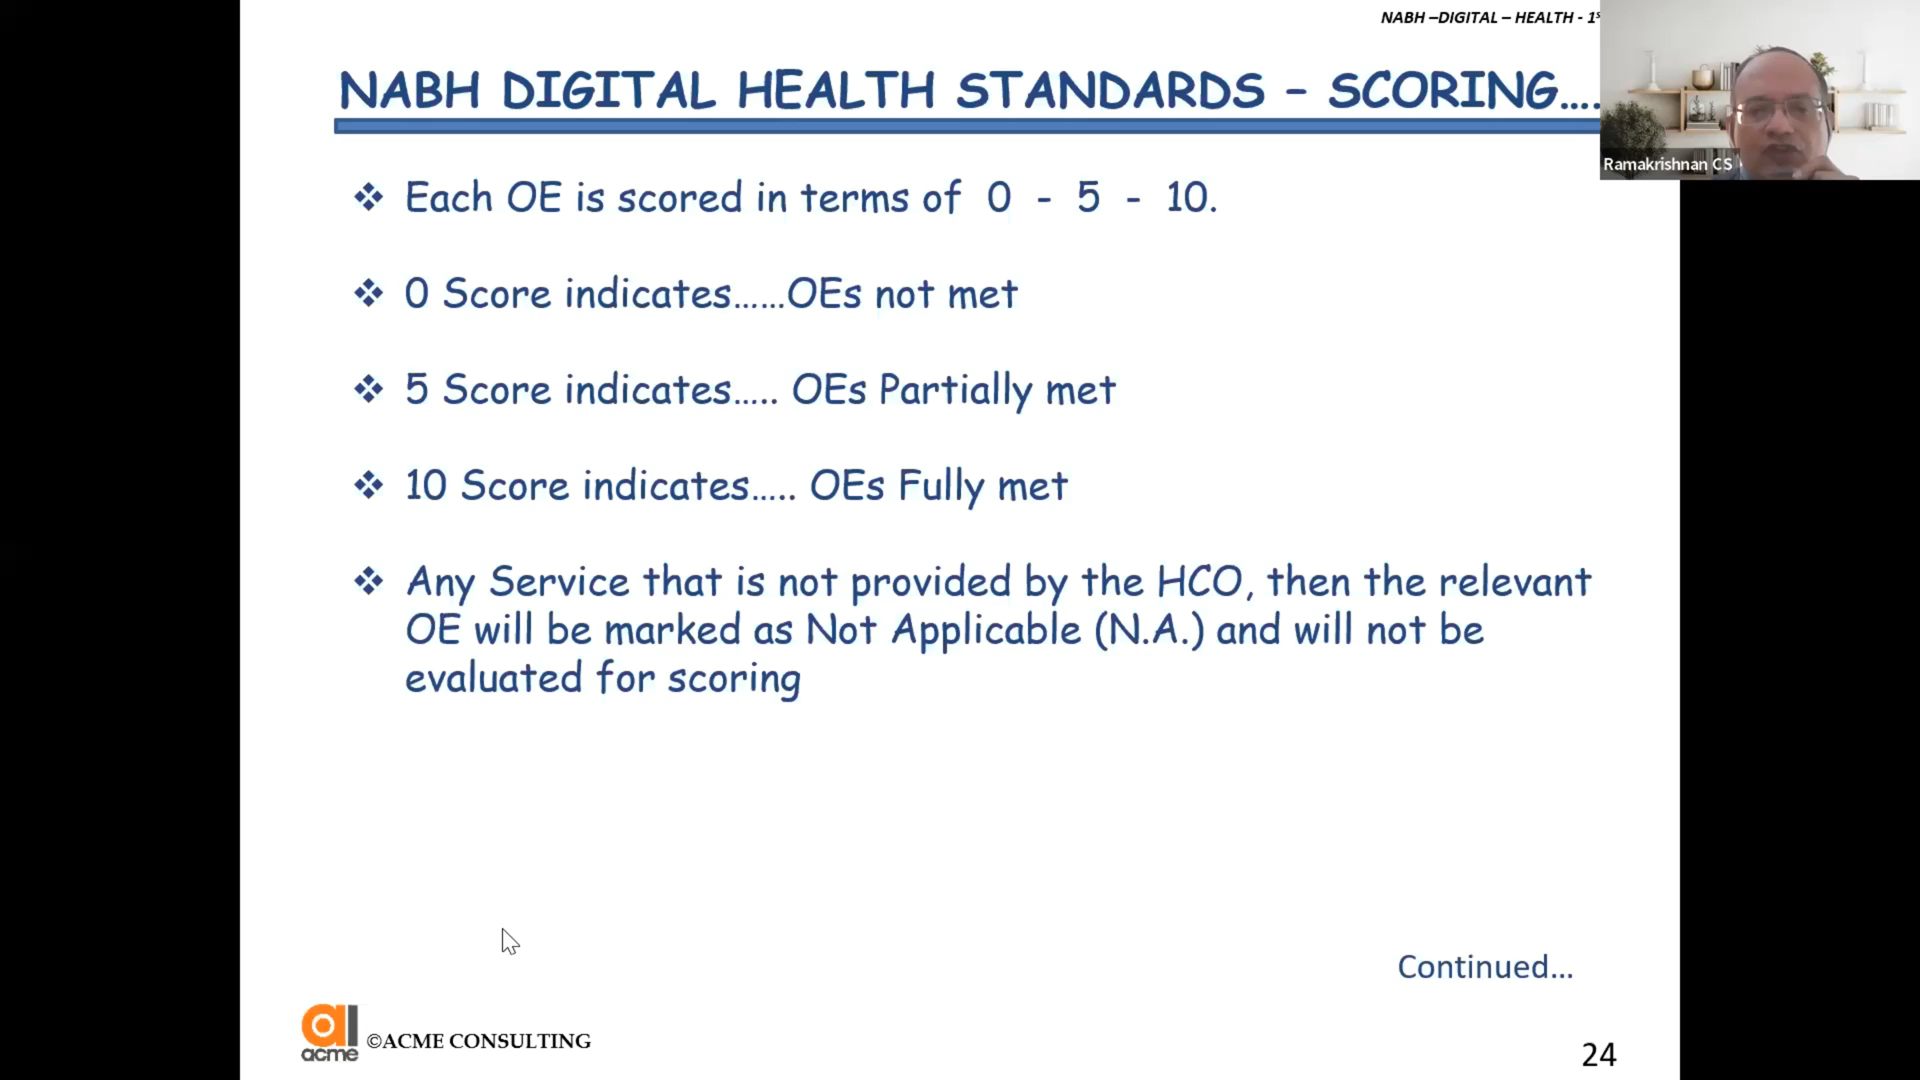 NABH –DIGITAL – HEALTH - 1s
NABH DIGITAL HEALTH STANDARDS – SCORING....
Ramakrishnan CS
❖ Each OE is scored in terms of 0 - 5 - 10.
❖ 0 Score indicates......OEs not met
❖ 5 Score indicates..... OEs Partially met
❖ 10 Score indicates..... OEs Fully met
❖ Any Service that is not provided by the HCO, then the relevant
OE will be marked as Not Applicable (N.A.) and will not be
evaluated for scoring
Continued...
al
acme
©ACME CONSULTING
24